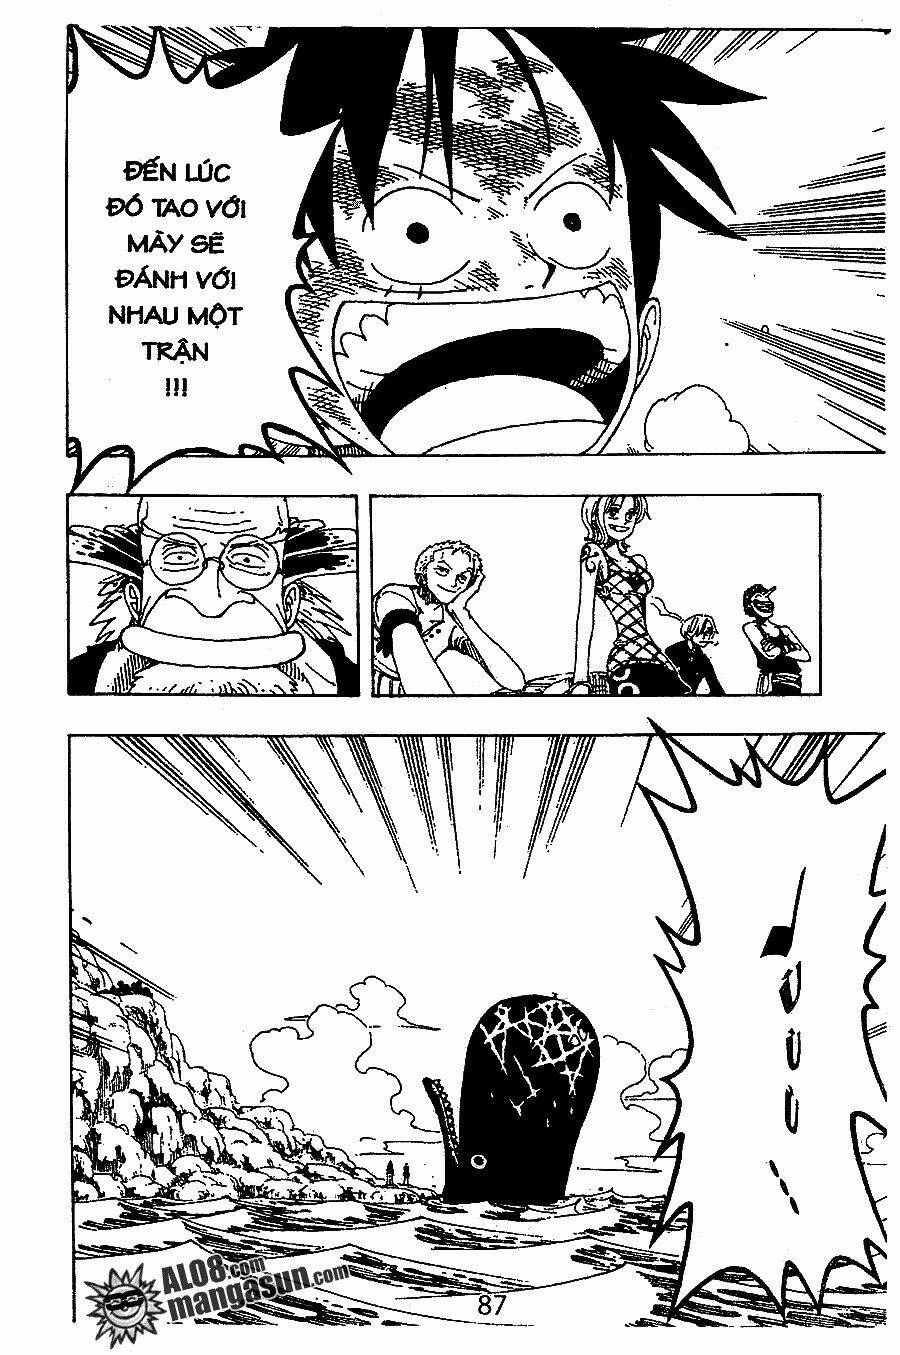 ĐẾN LÚC
ĐÓ TAO VỚI
MÀY SẼ
ĐÁNH VỚI
NHAU MỘT
TRẬN
!!!
87
ALO8.com
mangasun.com